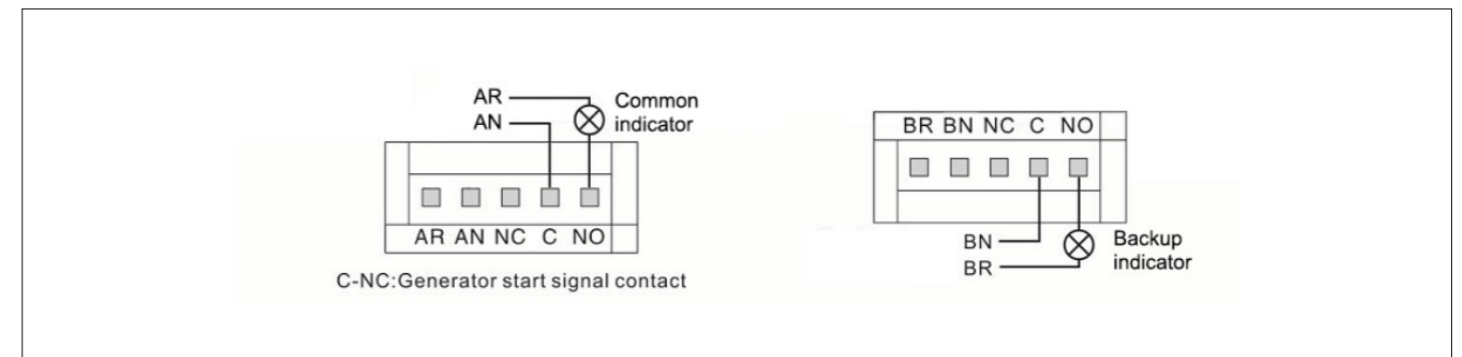 AR
AN
Common
indicator
AR AN NC C NO
C-NC:Generator start signal contact
BR BN NC C NO
BN
BR
Backup
indicator